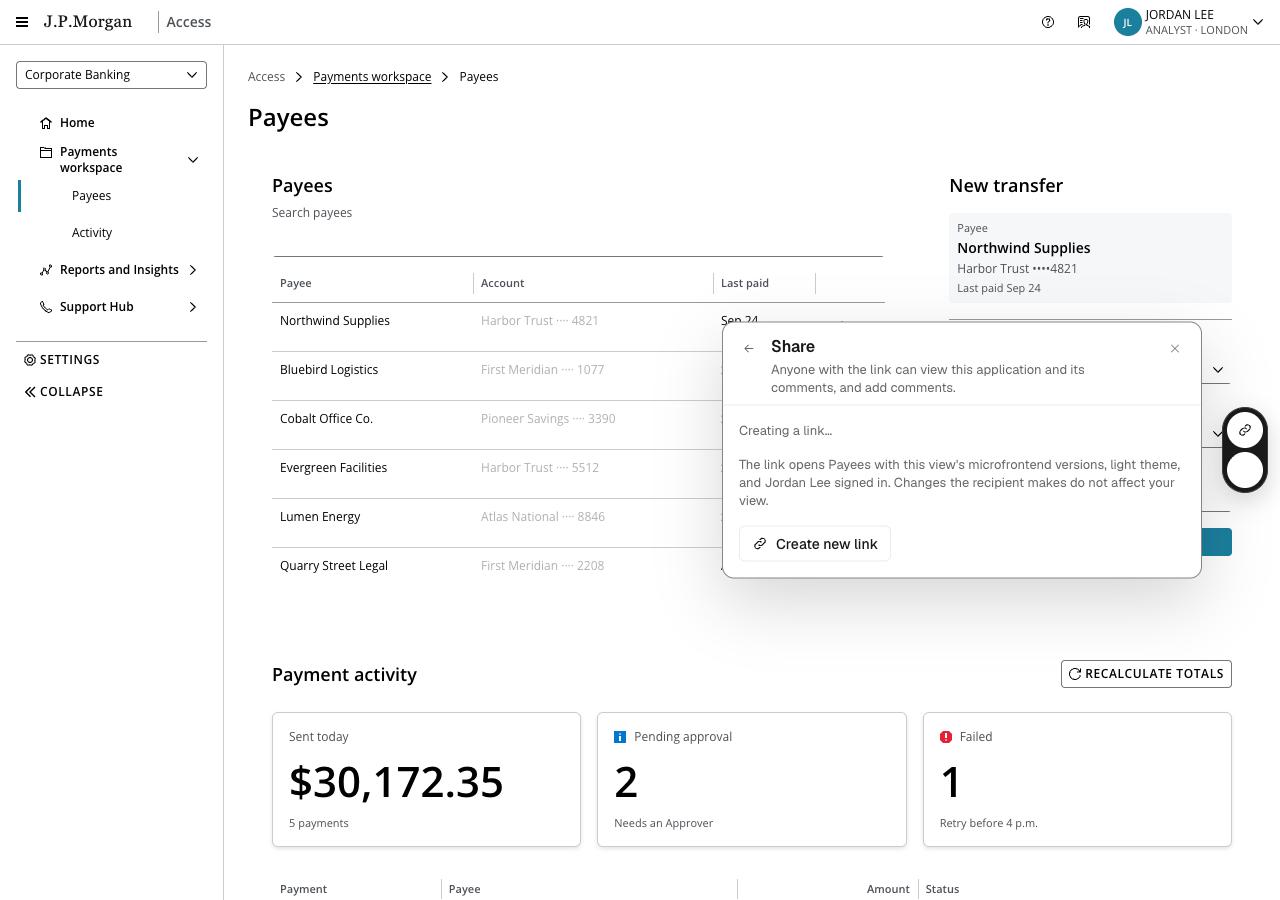 J.P.Morgan
Access
JL
JORDAN LEE
ANALYST · LONDON
Corporate Banking
Home
Payments
workspace
Payees
Activity
Reports and Insights
Support Hub
SETTINGS
COLLAPSE
Access
Payments workspace
Payees
Payees
Payees
Search payees
Payee
Account
Last paid
Northwind Supplies
Harbor Trust ···· 4821
Sep 24
Bluebird Logistics
First Meridian ···· 1077
Cobalt Office Co.
Pioneer Savings ···· 3390
Evergreen Facilities
Harbor Trust ···· 5512
Lumen Energy
Atlas National ···· 8846
Quarry Street Legal
First Meridian ···· 2208
New transfer
Payee
Northwind Supplies
Harbor Trust ••••4821
Last paid Sep 24
Share
Anyone with the link can view this application and its
comments, and add comments.
Creating a link…
The link opens Payees with this view's microfrontend versions, light theme,
and Jordan Lee signed in. Changes the recipient makes do not affect your
view.
Create new link
Payment activity
RECALCULATE TOTALS
Sent today
$30,172.35
5 payments
Pending approval
2
Needs an Approver
Failed
1
Retry before 4 p.m.
Payment
Payee
Amount
Status